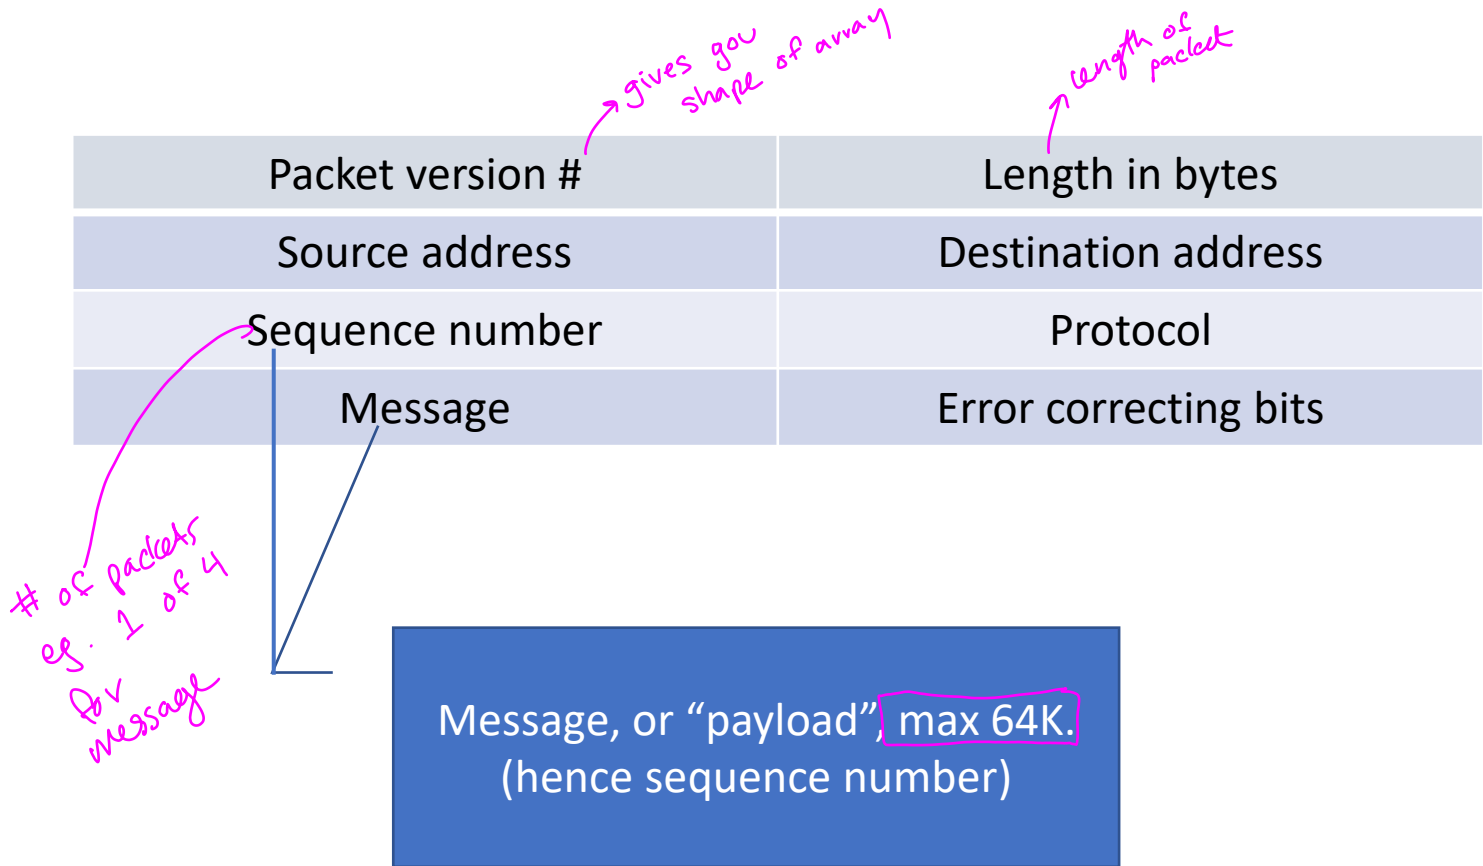 gives you
shape of array
length of
packet
Packet version #
Length in bytes
Source address
Destination address
Sequence number
Protocol
Message
Error correcting bits
# of packets
eg. 1 of 4
for
message
Message, or “payload”, max 64K.
(hence sequence number)